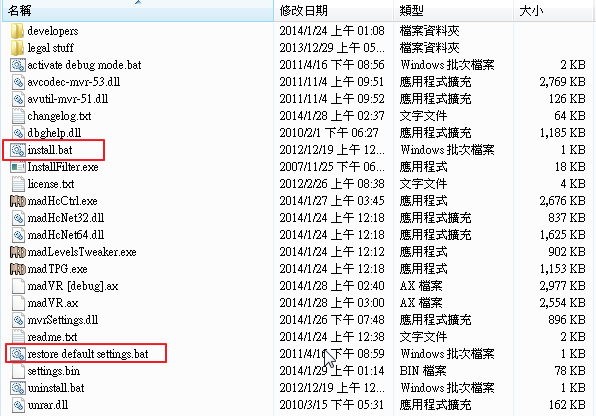 名稱 修改日期 類型 大小
developers 2014/1/24 上午 01:08 檔案資料夾
legal stuff 2013/12/29 上午 05... 檔案資料夾
activate debug mode.bat 2011/4/16 下午 08:56 Windows 批次檔案 2 KB
avcodec-mvr-53.dll 2011/11/4 上午 09:51 應用程式擴充 2,769 KB
avutil-mvr-51.dll 2011/11/4 上午 09:52 應用程式擴充 126 KB
changelog.txt 2014/1/28 上午 02:37 文字文件 64 KB
dbghelp.dll 2010/2/1 下午 06:27 應用程式擴充 1,185 KB
install.bat 2012/12/19 上午 12... Windows 批次檔案 1 KB
InstallFilter.exe 2007/11/25 下午 06... 應用程式 18 KB
license.txt 2012/2/26 上午 08:38 文字文件 4 KB
madHcCtrl.exe 2014/1/27 上午 03:45 應用程式 2,676 KB
madHcNet32.dll 2014/1/24 上午 12:18 應用程式擴充 837 KB
madHcNet64.dll 2014/1/24 上午 12:18 應用程式擴充 1,625 KB
madLevelsTweaker.exe 2014/1/24 上午 12:12 應用程式 902 KB
madTPG.exe 2014/1/24 上午 12:18 應用程式 1,153 KB
madVR [debug].ax 2014/1/28 上午 02:40 AX 檔案 2,977 KB
madVR.ax 2014/1/28 上午 03:00 AX 檔案 2,554 KB
mvrSettings.dll 2014/1/26 下午 07:48 應用程式擴充 896 KB
readme.txt 2014/1/24 上午 12:38 文字文件 2 KB
restore default settings.bat 2011/4/16 下午 08:59 Windows 批次檔案 1 KB
settings.bin 2014/1/29 上午 01:14 BIN 檔案 78 KB
uninstall.bat 2012/12/19 上午 12... Windows 批次檔案 1 KB
unrar.dll 2010/3/15 下午 05:31 應用程式擴充 162 KB